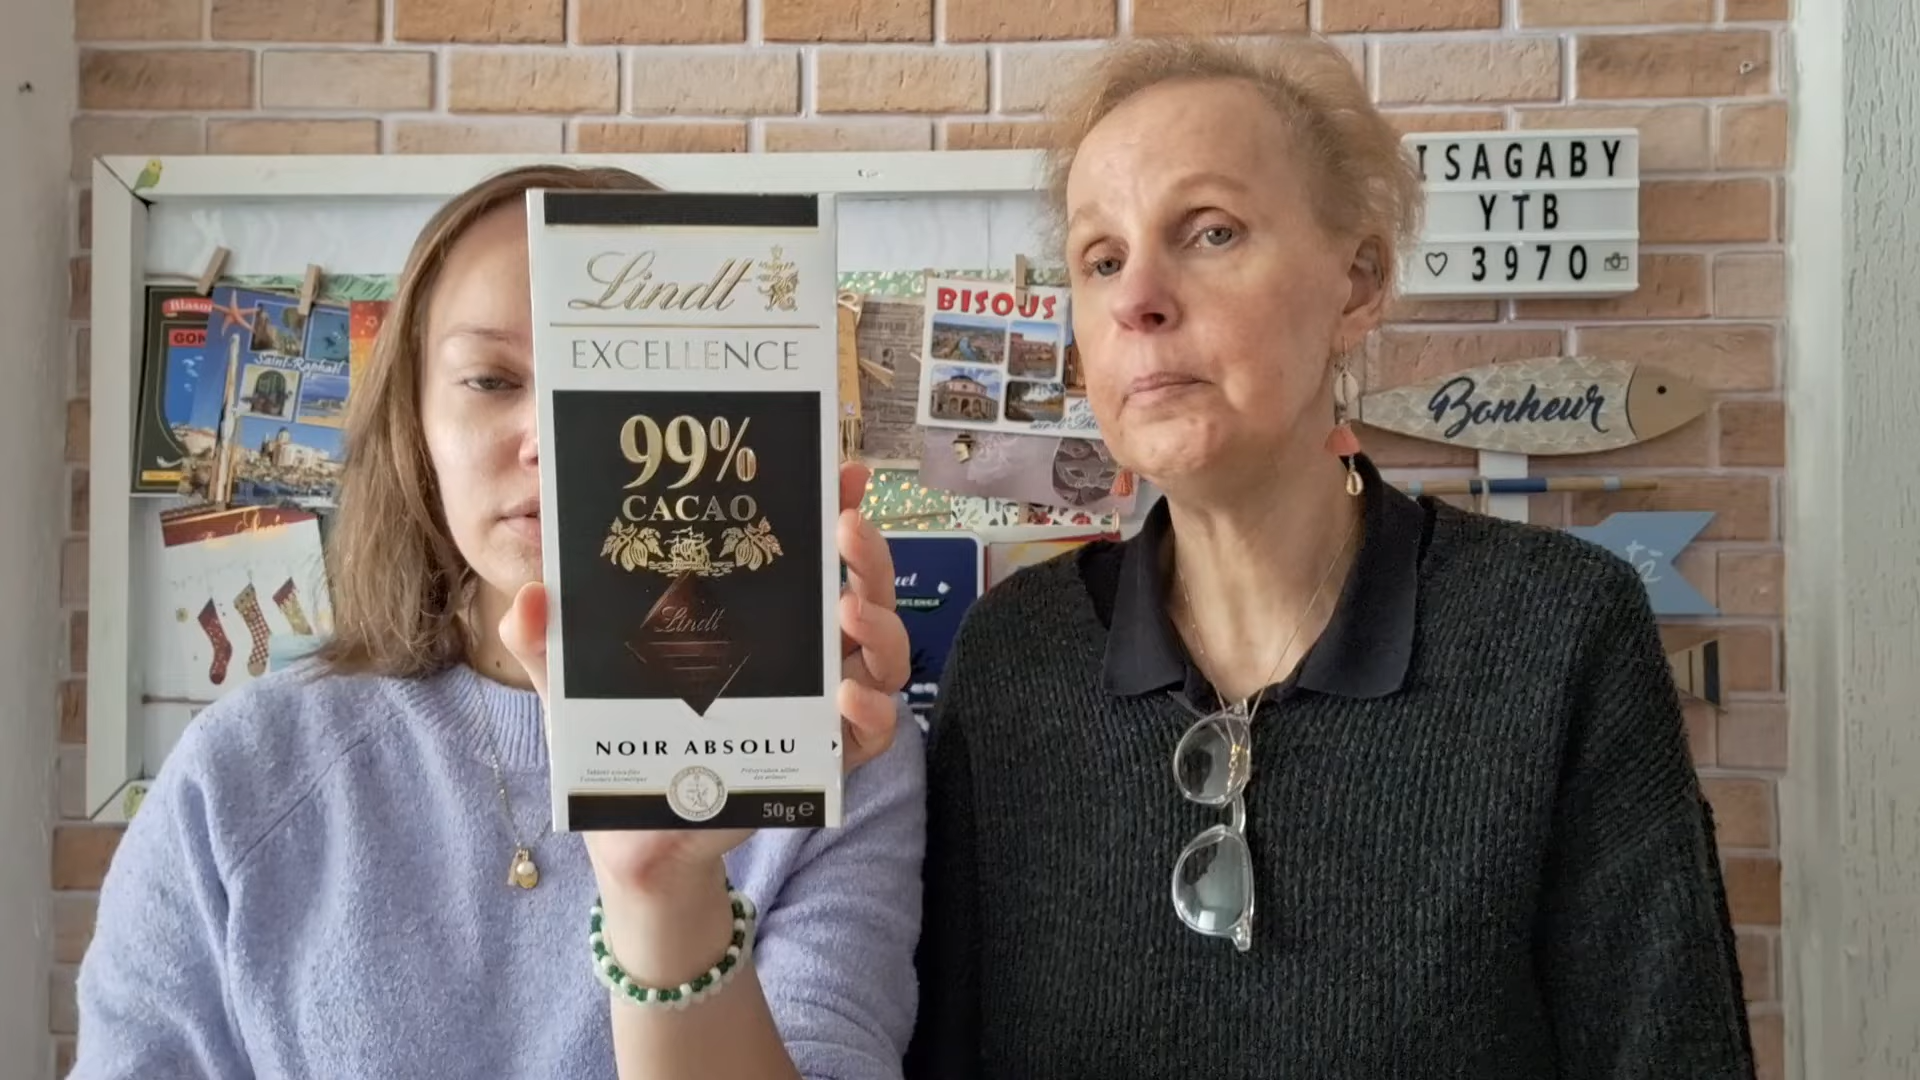 ISAGABY
YTB
3970
Lindt
EXCELLENCE
99%
CACAO
Lindt
NOIR ABSOLU
50g e
BISOUS
Saint-Raphaël
Bonheur